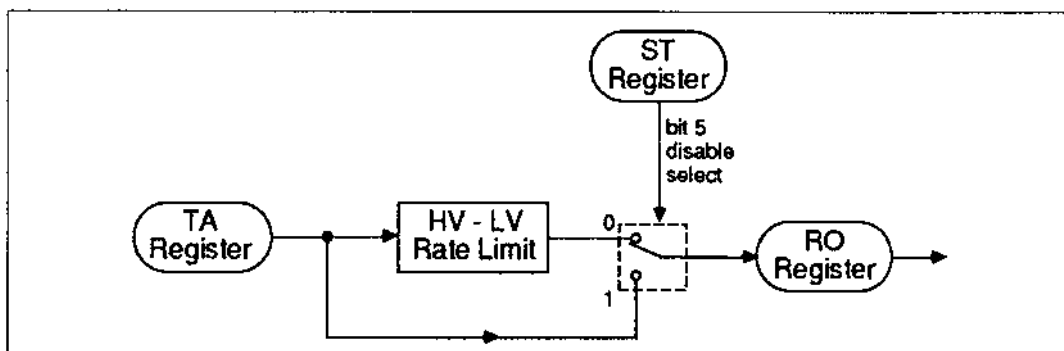 ST
Register
bit 5
disable
select
TA
Register
HV - LV
Rate Limit
0
1
RO
Register